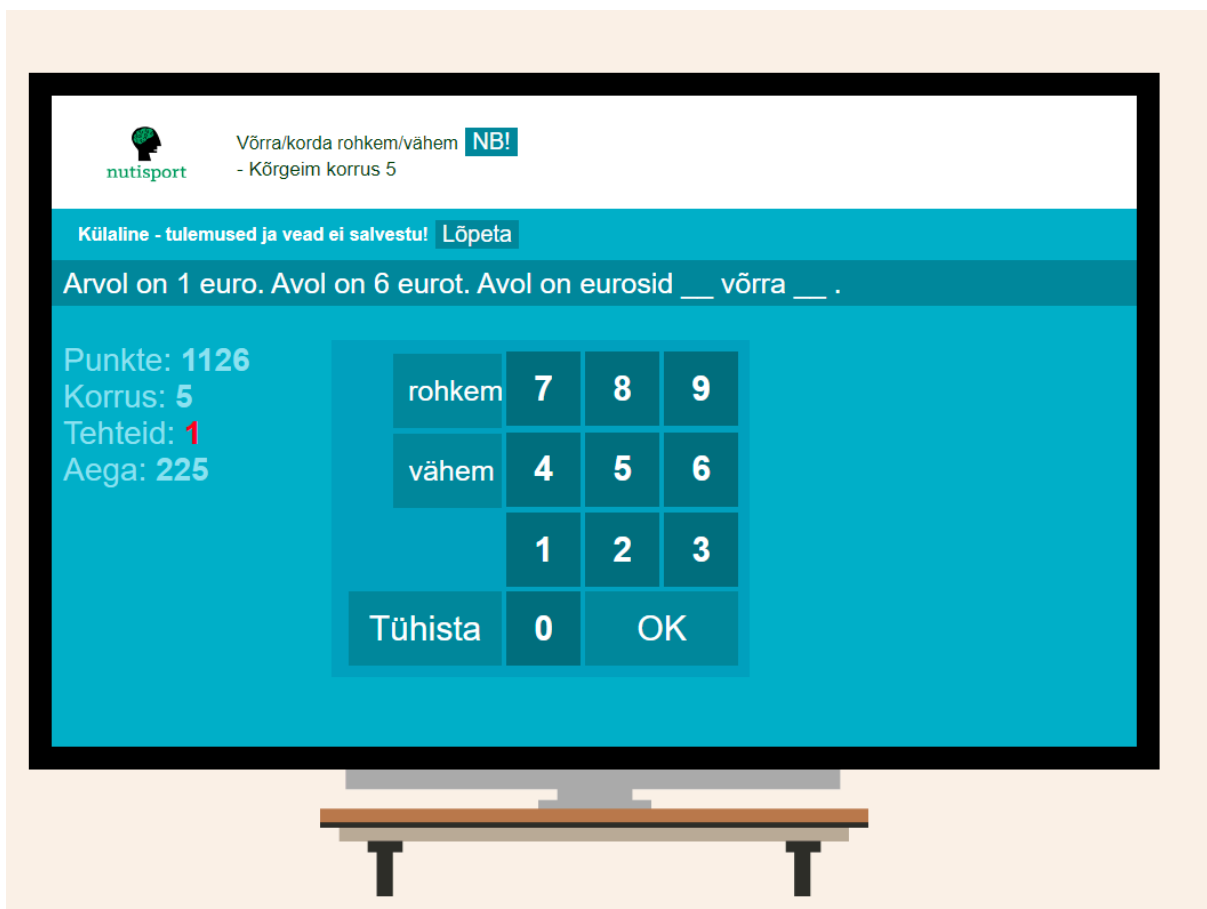 nutisport
Võrra/korda rohkem/vähem NB!
- Kõrgeim korrus 5
Külaline - tulemused ja vead ei salvestu! Lõpeta
Arvol on 1 euro. Avol on 6 eurot. Avol on eurosid __ võrra __ .
Punkte: 1126
Korrus: 5
Tehteid: 1
Aega: 225
rohkem 7 8 9
vähem 4 5 6
1 2 3
Tühista 0 OK